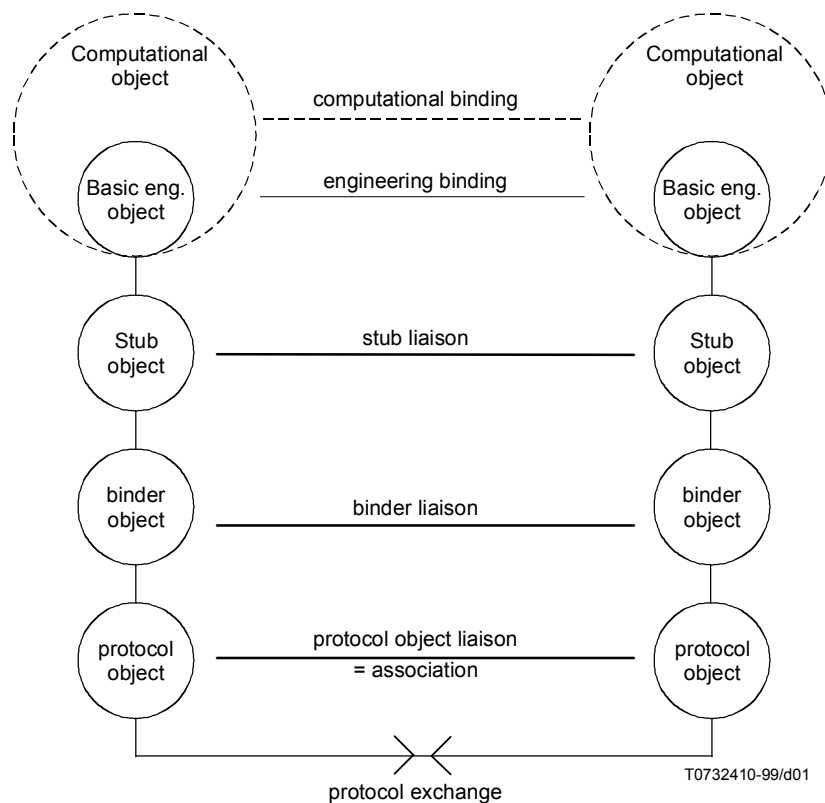 Computational
object
Computational
object
computational binding
Basic eng.
object
engineering binding
Basic eng.
object
Stub
object
stub liaison
Stub
object
binder
object
binder liaison
binder
object
protocol
object
protocol object liaison
= association
protocol
object
protocol exchange
T0732410-99/d01